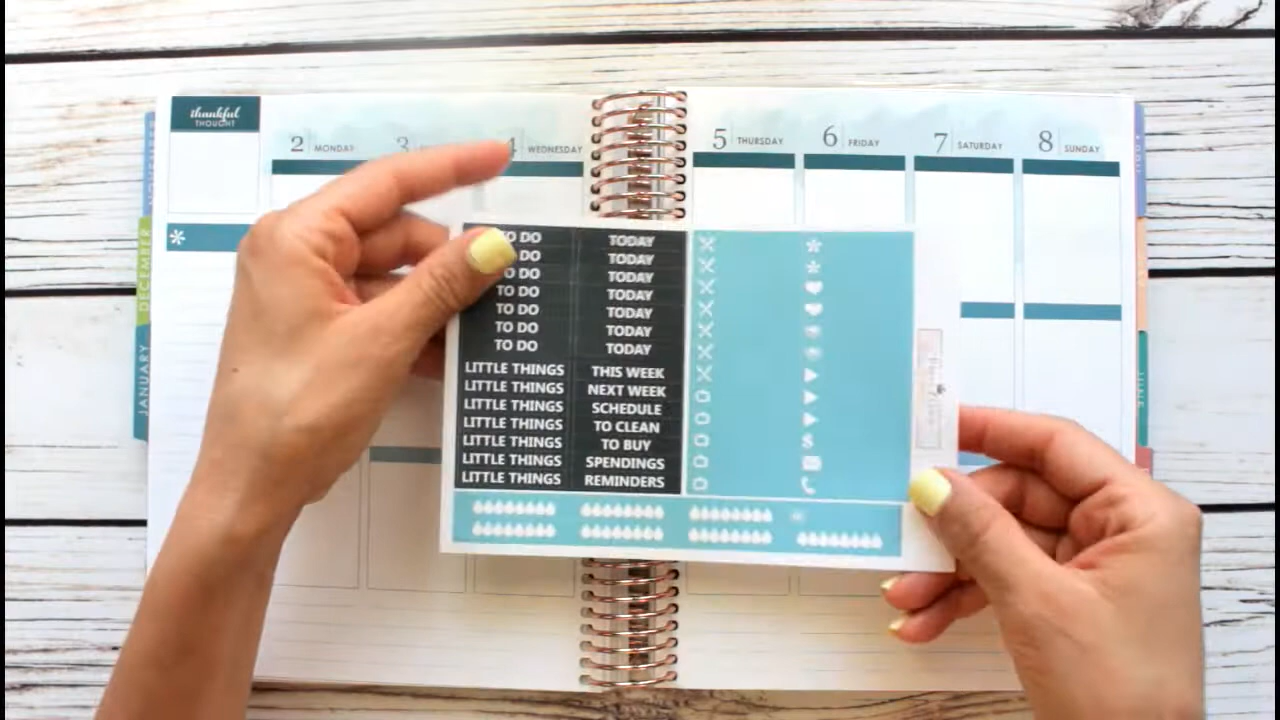 thankful
THOUGHT
2 MONDAY
3
4 WEDNESDAY
5 THURSDAY
6 FRIDAY
7 SATURDAY
8 SUNDAY
NOVEMBER
DECEMBER
JANUARY
JUNE
TO DO TODAY
DO TODAY
DO TODAY
TO DO TODAY
TO DO TODAY
TO DO TODAY
TO DO TODAY
LITTLE THINGS THIS WEEK
LITTLE THINGS NEXT WEEK
LITTLE THINGS SCHEDULE
LITTLE THINGS TO CLEAN
LITTLE THINGS TO BUY
LITTLE THINGS SPENDINGS
LITTLE THINGS REMINDERS
$